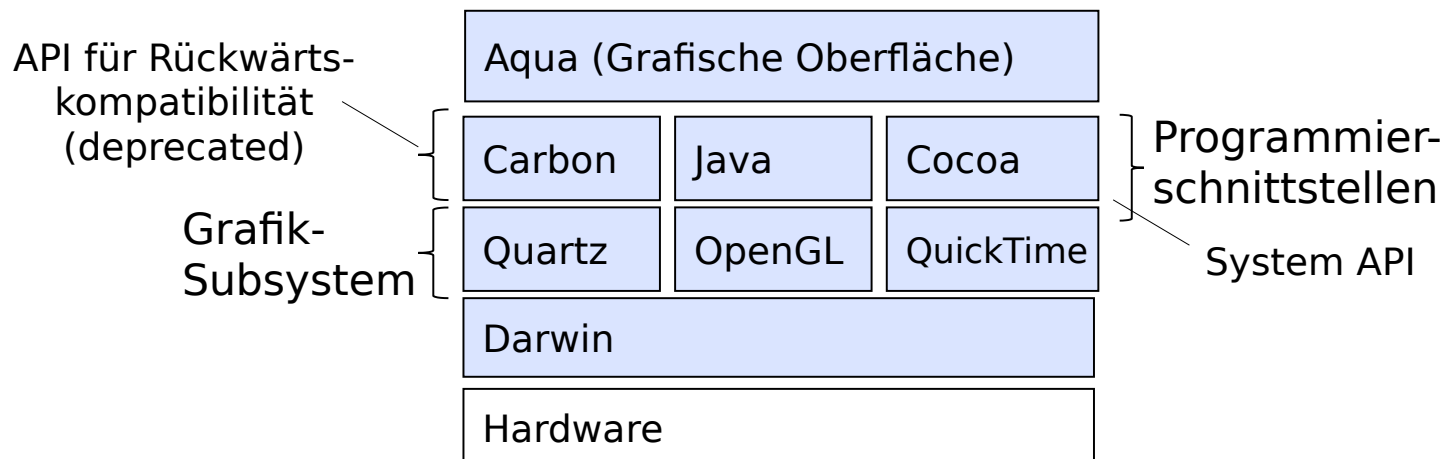 Aqua (Grafische Oberfläche)
API für Rückwärts-
kompatibilität
(deprecated)
Carbon
Java
Cocoa
Programmier-
schnittstellen
Grafik-
Subsystem
Quartz
OpenGL
QuickTime
System API
Darwin
Hardware